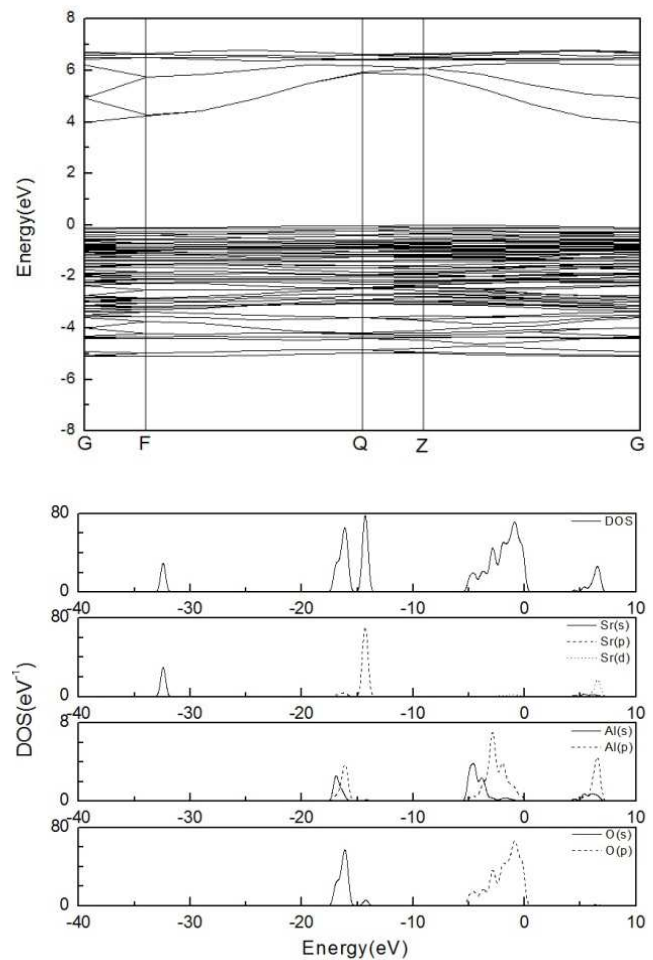 8
6
4
2
0
-2
-4
-6
-8
Energy(eV)
G F Q Z G
80
0
DOS
-40 -30 -20 -10 0 10
80
0
Sr(s)
Sr(p)
Sr(d)
-40 -30 -20 -10 0 10
8
0
Al(s)
Al(p)
-40 -30 -20 -10 0 10
80
0
O(s)
O(p)
-40 -30 -20 -10 0 10
DOS(eV⁻¹)
Energy(eV)